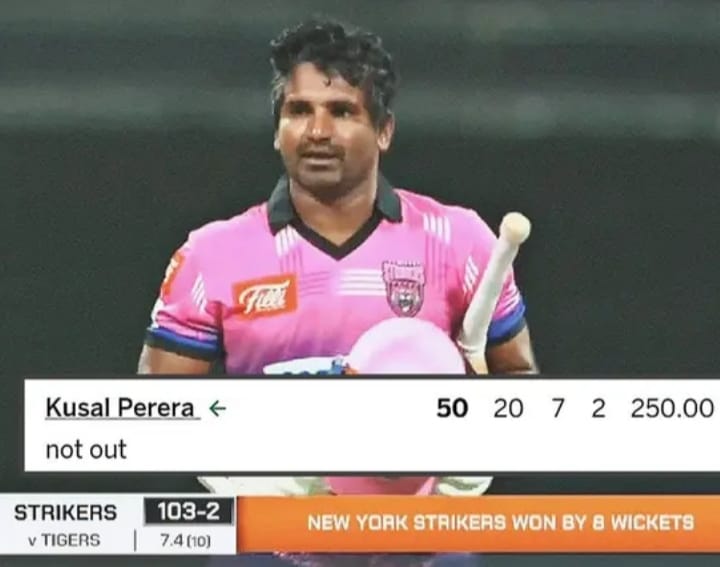 Kusal Perera ← 50 20 7 2 250.00
not out
STRIKERS 103-2 NEW YORK STRIKERS WON BY 8 WICKETS
v TIGERS 7.4 (10)